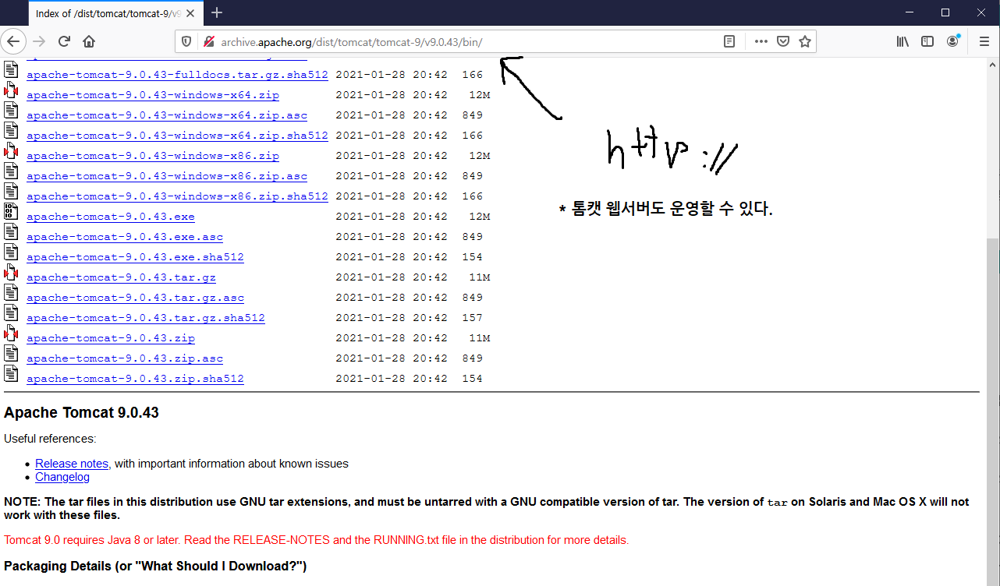 Index of /dist/tomcat/tomcat-9/v9
archive.apache.org/dist/tomcat/tomcat-9/v9.0.43/bin/
apache-tomcat-9.0.43-fulldocs.tar.gz.sha512 2021-01-28 20:42 166
apache-tomcat-9.0.43-windows-x64.zip 2021-01-28 20:42 12M
apache-tomcat-9.0.43-windows-x64.zip.asc 2021-01-28 20:42 849
apache-tomcat-9.0.43-windows-x64.zip.sha512 2021-01-28 20:42 166
apache-tomcat-9.0.43-windows-x86.zip 2021-01-28 20:42 12M
apache-tomcat-9.0.43-windows-x86.zip.asc 2021-01-28 20:42 849
apache-tomcat-9.0.43-windows-x86.zip.sha512 2021-01-28 20:42 166
apache-tomcat-9.0.43.exe 2021-01-28 20:42 12M
apache-tomcat-9.0.43.exe.asc 2021-01-28 20:42 849
apache-tomcat-9.0.43.exe.sha512 2021-01-28 20:42 154
apache-tomcat-9.0.43.tar.gz 2021-01-28 20:42 11M
apache-tomcat-9.0.43.tar.gz.asc 2021-01-28 20:42 849
apache-tomcat-9.0.43.tar.gz.sha512 2021-01-28 20:42 157
apache-tomcat-9.0.43.zip 2021-01-28 20:42 11M
apache-tomcat-9.0.43.zip.asc 2021-01-28 20:42 849
apache-tomcat-9.0.43.zip.sha512 2021-01-28 20:42 154
http://
* 톰캣 웹서버도 운영할 수 있다.
Apache Tomcat 9.0.43
Useful references:
• Release notes, with important information about known issues
• Changelog
NOTE: The tar files in this distribution use GNU tar extensions, and must be untarred with a GNU compatible version of tar. The version of tar on Solaris and Mac OS X will not
work with these files.
Tomcat 9.0 requires Java 8 or later. Read the RELEASE-NOTES and the RUNNING.txt file in the distribution for more details.
Packaging Details (or "What Should I Download?")